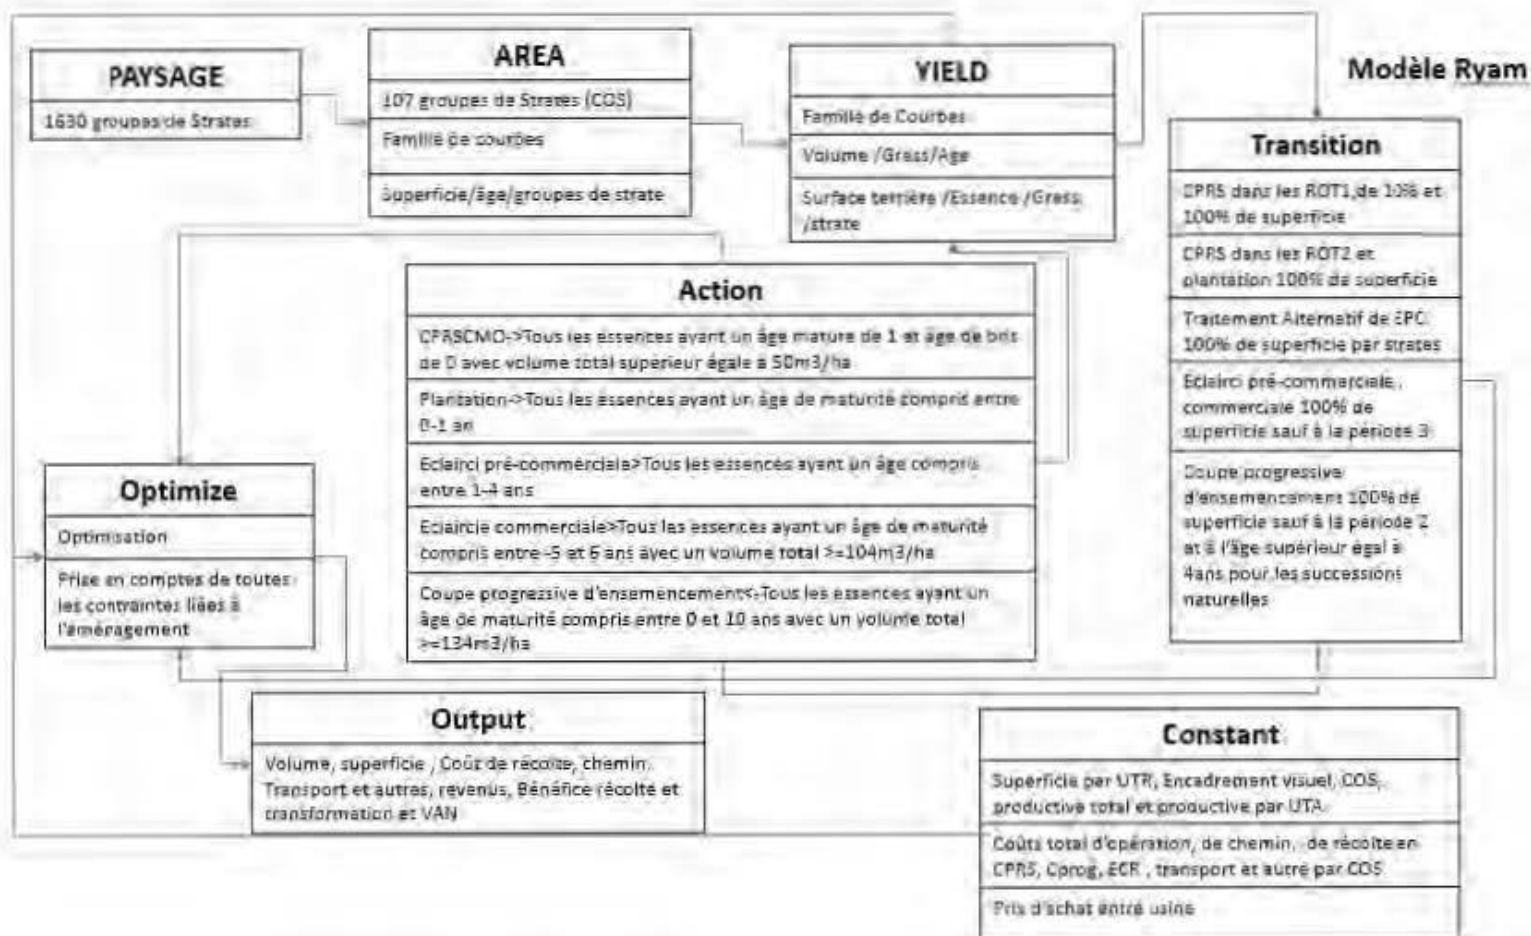 Modèle Ryam
PAYSAGE
1630 groupes de Strates
AREA
107 groupes de Strates (COS)
Famille de courbes
Superficie/âge/groupes de strate
YIELD
Famille de Courbes
Volume /Gress/Age
Surface terrière /Essence /Gress
/strate
Transition
CPRS dans les ROT1,de 10% et
100% de superficie
CPRS dans les ROT2 et
plantation 100% de superficie
Traitement Alternatif de EPC
100% de superficie par strates
Eclairci pré-commerciale,
commerciale 100% de
superficie sauf à la période 3
Coupe progressive
d'ensemencement 100% de
superficie sauf à la période 2
et à l'âge supérieur égal à
4ans pour les successions
naturelles
Action
CPRSCMO->Tous les essences ayant un âge mature de 1 et âge de bris
de 0 avec volume total supérieur égale à 50m3/ha
Plantation->Tous les essences ayant un âge de maturité compris entre
0-1 an
Eclairci pré-commerciale>Tous les essences ayant un âge compris
entre 1-4 ans
Eclaircie commerciale>Tous les essences ayant un âge de maturité
compris entre -5 et 6 ans avec un volume total >=104m3/ha
Coupe progressive d'ensemencement<-Tous les essences ayant un
âge de maturité compris entre 0 et 10 ans avec un volume total
>=134m3/ha
Optimize
Optimisation
Prise en comptes de toutes
les contraintes liées à
l'aménagement
Output
Volume, superficie , Coût de récolte, chemin,
Transport et autres, revenus, Bénéfice récolte et
transformation et VAN
Constant
Superficie par UTR, Encadrement visuel, COS,
productive total et productive par UTA
Coûts total d'opération, de chemin, de récolte en
CPRS, Cprog, ECR , transport et autre par COS
Prix d'achat entré usine